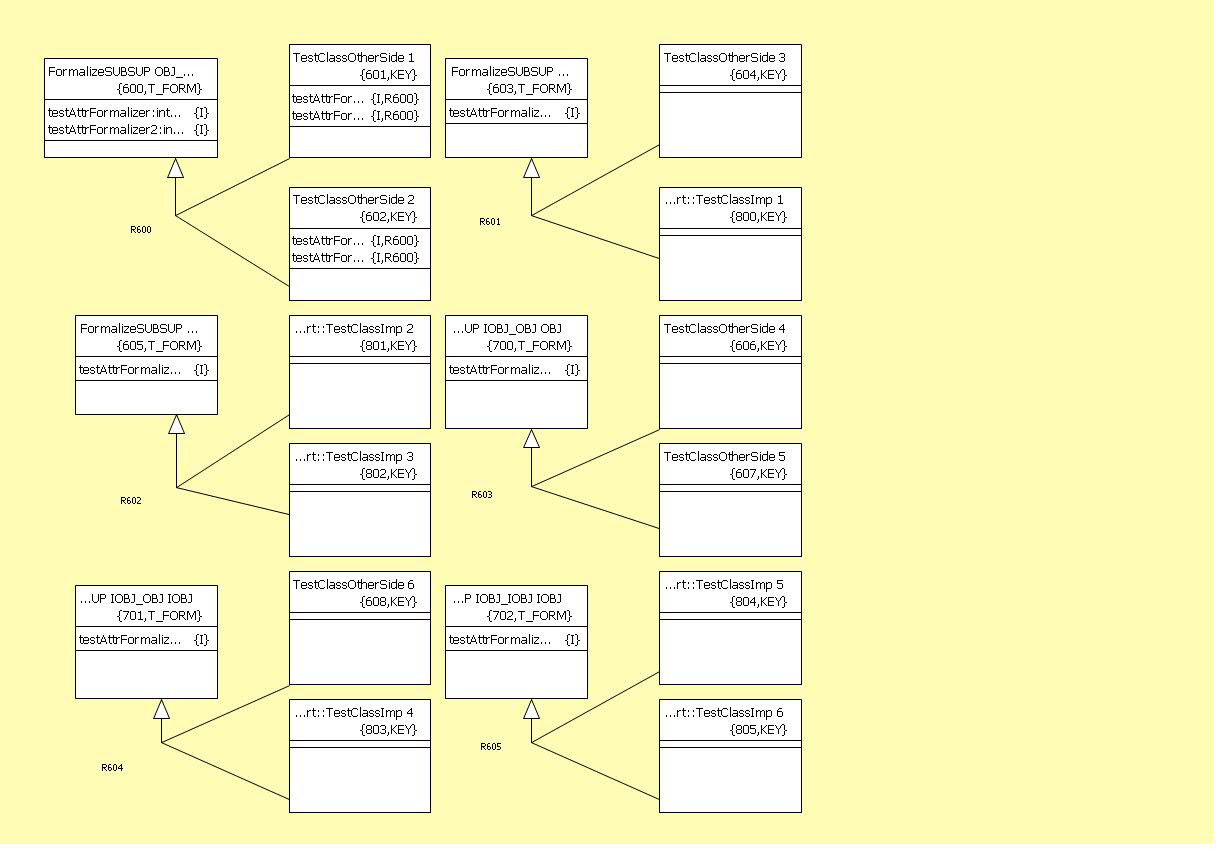 FormalizeSUBSUP OBJ_...
{600,T_FORM}
testAttrFormalizer:int... {I}
testAttrFormalizer2:in... {I}
R600
TestClassOtherSide 1
{601,KEY}
testAttrFor... {I,R600}
testAttrFor... {I,R600}
TestClassOtherSide 2
{602,KEY}
testAttrFor... {I,R600}
testAttrFor... {I,R600}
FormalizeSUBSUP ...
{603,T_FORM}
testAttrFormaliz... {I}
R601
TestClassOtherSide 3
{604,KEY}
...rt::TestClassImp 1
{800,KEY}
FormalizeSUBSUP ...
{605,T_FORM}
testAttrFormaliz... {I}
R602
...rt::TestClassImp 2
{801,KEY}
...rt::TestClassImp 3
{802,KEY}
...UP IOBJ_OBJ OBJ
{700,T_FORM}
testAttrFormaliz... {I}
R603
TestClassOtherSide 4
{606,KEY}
TestClassOtherSide 5
{607,KEY}
...UP IOBJ_OBJ IOBJ
{701,T_FORM}
testAttrFormaliz... {I}
R604
TestClassOtherSide 6
{608,KEY}
...rt::TestClassImp 4
{803,KEY}
...P IOBJ_IOBJ IOBJ
{702,T_FORM}
testAttrFormaliz... {I}
R605
...rt::TestClassImp 5
{804,KEY}
...rt::TestClassImp 6
{805,KEY}